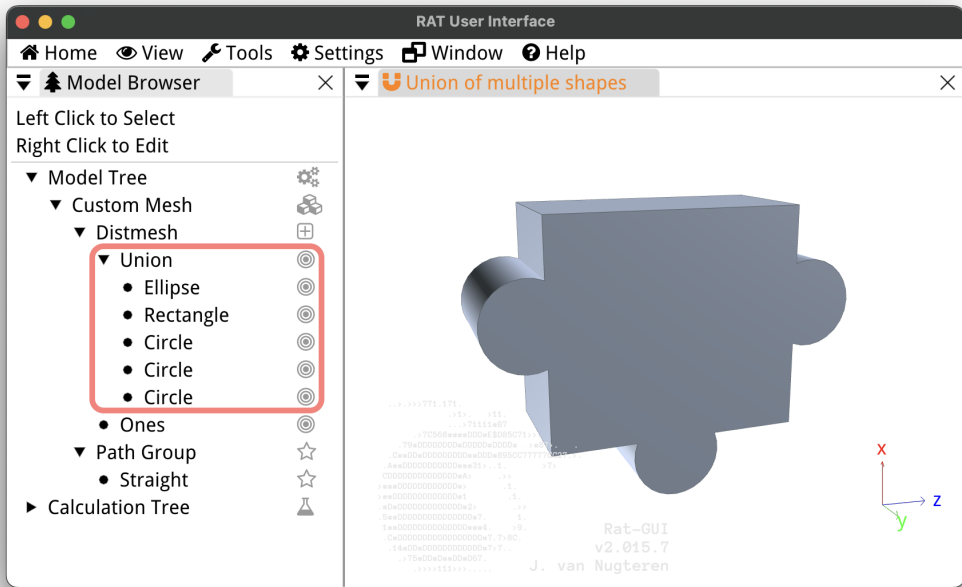 RAT User Interface
Home View Tools Settings Window Help
Model Browser
Union of multiple shapes
Left Click to Select
Right Click to Edit
Model Tree
Custom Mesh
Distmesh
Union
Ellipse
Rectangle
Circle
Circle
Circle
Ones
Path Group
Straight
Calculation Tree
x
z
y
Rat-GUI
v2.015.7
J. van Nugteren